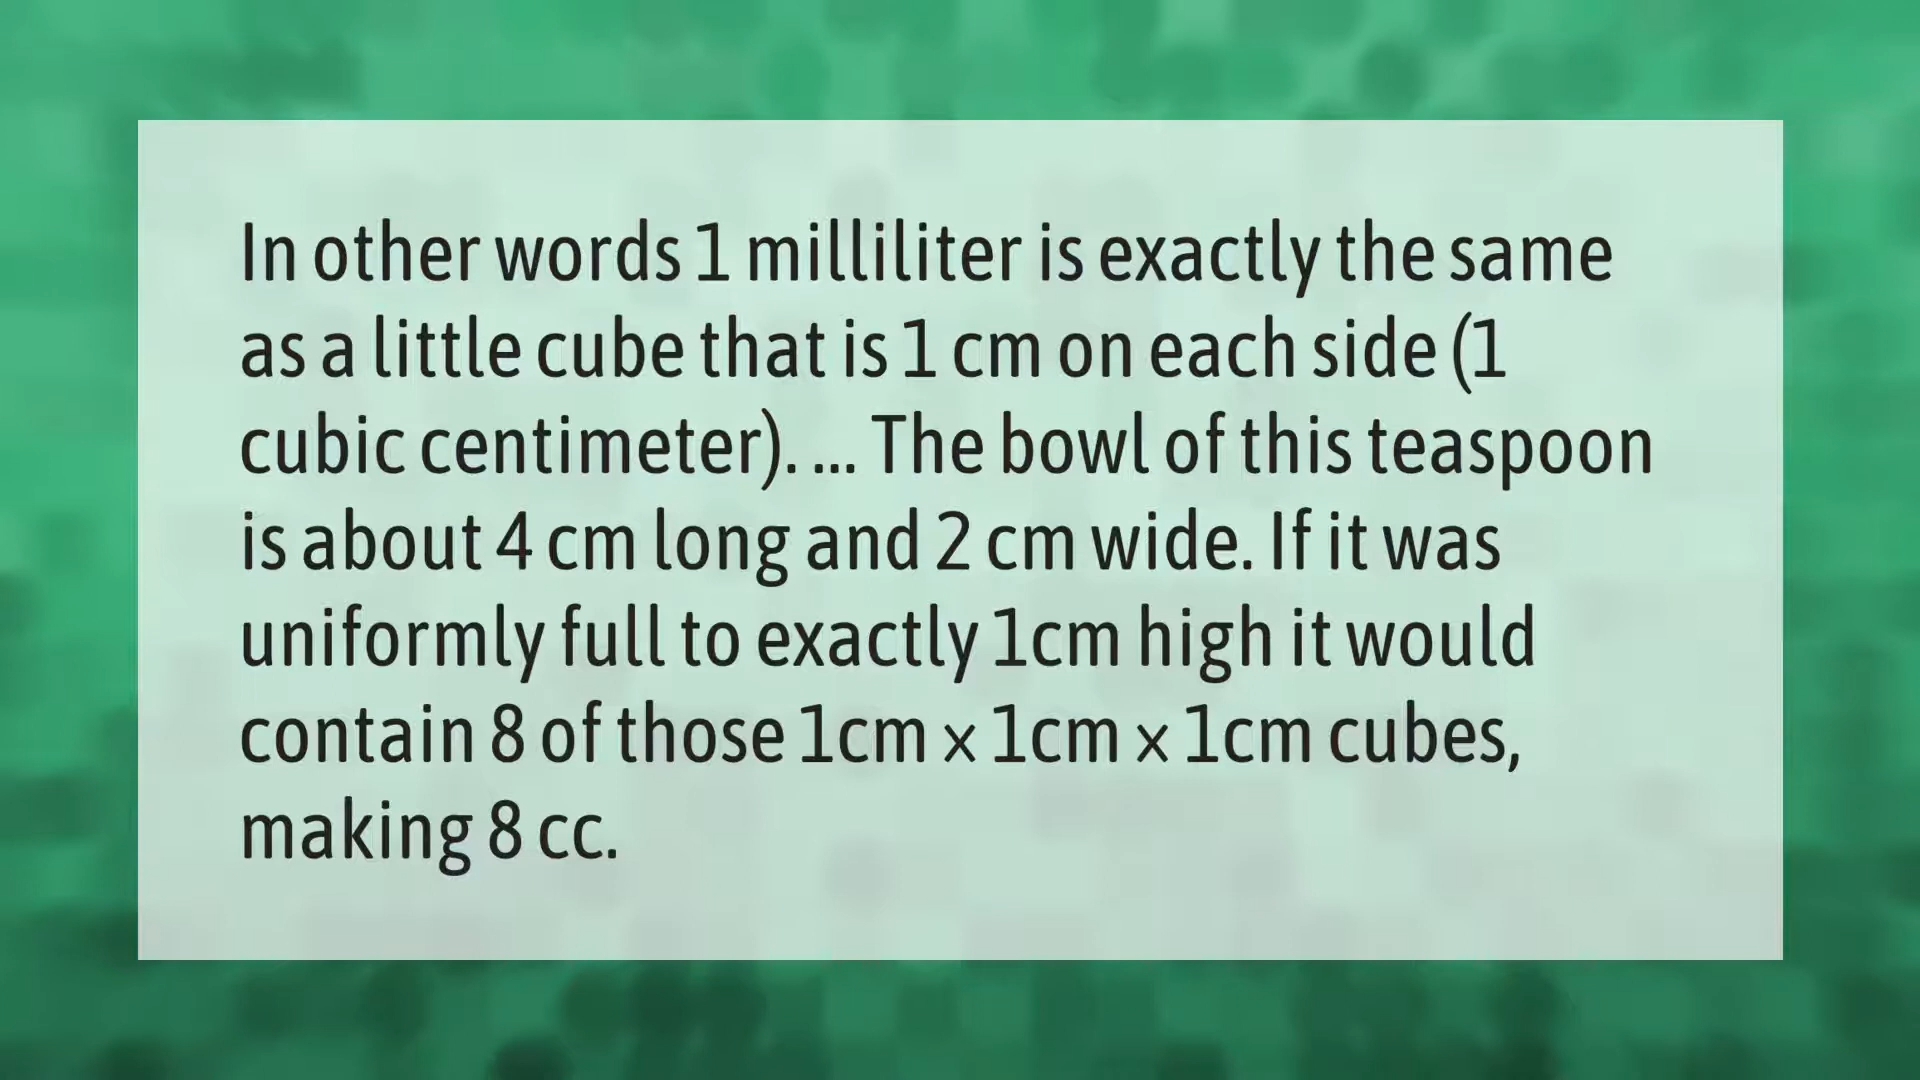 In other words 1 milliliter is exactly the same
as a little cube that is 1 cm on each side (1
cubic centimeter). ... The bowl of this teaspoon
is about 4 cm long and 2 cm wide. If it was
uniformly full to exactly 1cm high it would
contain 8 of those 1cm x 1cm x 1cm cubes,
making 8 cc.